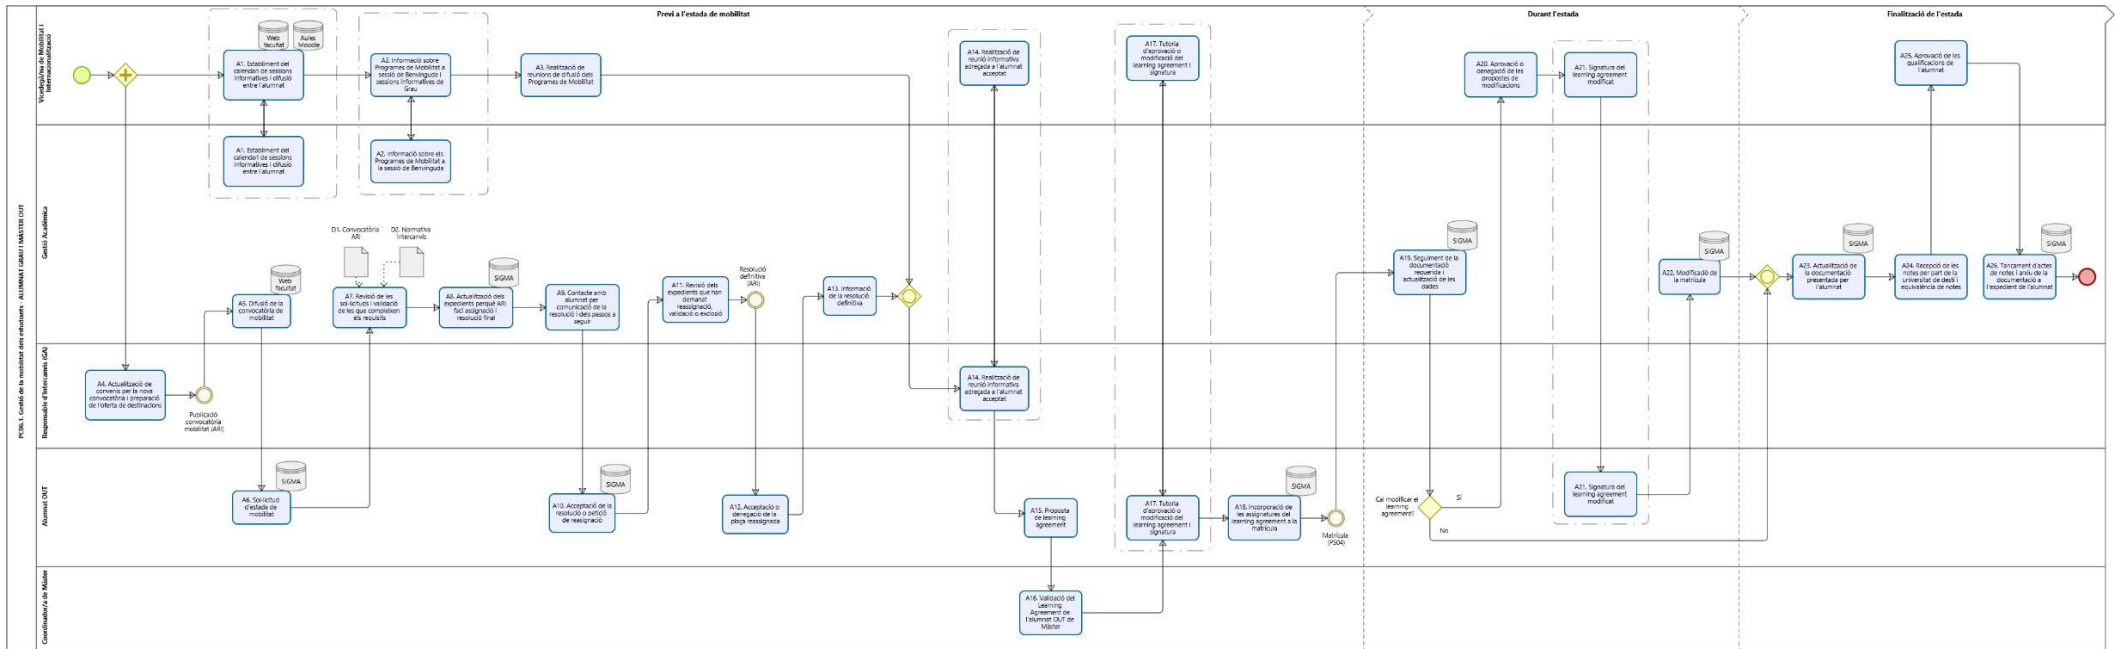 PC06.1. Gestió de la mobilitat dels estudiants - ALUMNAT GRAU I MÀSTER OUT
Previ a l'estada de mobilitat
Durant l'estada
Finalització de l'estada
Vicedegà/na de Mobilitat i
Internacionalització
Web
facultat
Aules
Moodle
A1. Establiment del
calendari de sessions
informatives i difusió
entre l'alumnat
A2. Informació sobre
Programes de Mobilitat a
sessió de Benvinguda i
sessions informatives de
Grau
A3. Realització de
reunions de difusió dels
Programes de Mobilitat
A14. Realització de
reunió informativa
adreçada a l'alumnat
acceptat
A17. Tutoria
d'aprovació o
modificació del
learning agreement i
signatura
A20. Aprovació o
denegació de les
propostes de
modificacions
A21. Signatura del
learning agreement
modificat
A25. Aprovació de les
qualificacions de
l'alumnat
Gestió Acadèmica
A1. Establiment del
calendari de sessions
informatives i difusió
entre l'alumnat
A2. Informació sobre els
Programes de Mobilitat a
la sessió de Benvinguda
D1. Convocatòria
ARI
D2. Normativa
intercanvis
Web
facultat
A5. Difusió de la
convocatòria de
mobilitat
A7. Revisió de les
sol·licituds i validació
de les que compleixen
els requisits
SIGMA
A8. Actualització dels
expedients perquè ARI
faci assignació i
resolució final
A9. Contacte amb
alumnat per
comunicació de la
resolució i dels passos a
seguir
A11. Revisió dels
expedients que han
demanat
reassignació,
validació o exclosió
Resolució
definitiva
(ARI)
A13. Informació
de la resolució
definitiva
SIGMA
A19. Seguiment de la
documentació
requerida i
actualització de les
dades
SIGMA
A22. Modificació de
la matrícula
SIGMA
A23. Actualització de
la documentació
presentada per
l'alumnat
A24. Recepció de les
notes per part de la
universitat de destí i
equivalència de notes
SIGMA
A26. Tancament d'actes
de notes i arxiu de la
documentació a
l'expedient de l'alumnat
Responsable d'Intercanvis (GA)
A4. Actualització de
convenis per la nova
convocatòria i preparació
de l'oferta de destinacions
Publicació
convocatòria
mobilitat (ARI)
A14. Realització de
reunió informativa
adreçada a l'alumnat
acceptat
Alumnat OUT
SIGMA
A6. Sol·licitud
d'estada de
mobilitat
SIGMA
A10. Acceptació de la
resolució o petició
de reasignació
A12. Acceptació o
denegació de la
plaça reassignada
A15. Proposta
de learning
agreement
A17. Tutoria
d'aprovació o
modificació del
learning agreement i
signatura
SIGMA
A18. Incorporació de
les assignatures del
learning agreement a la
matrícula
Matrícula
(PS04)
Cal modificar el
learning
agreement?
Sí
No
A21. Signatura del
learning agreement
modificat
Coordinador/a de Màster
A16. Validació del
Learning
Agreement de
l'alumnat OUT de
Màster